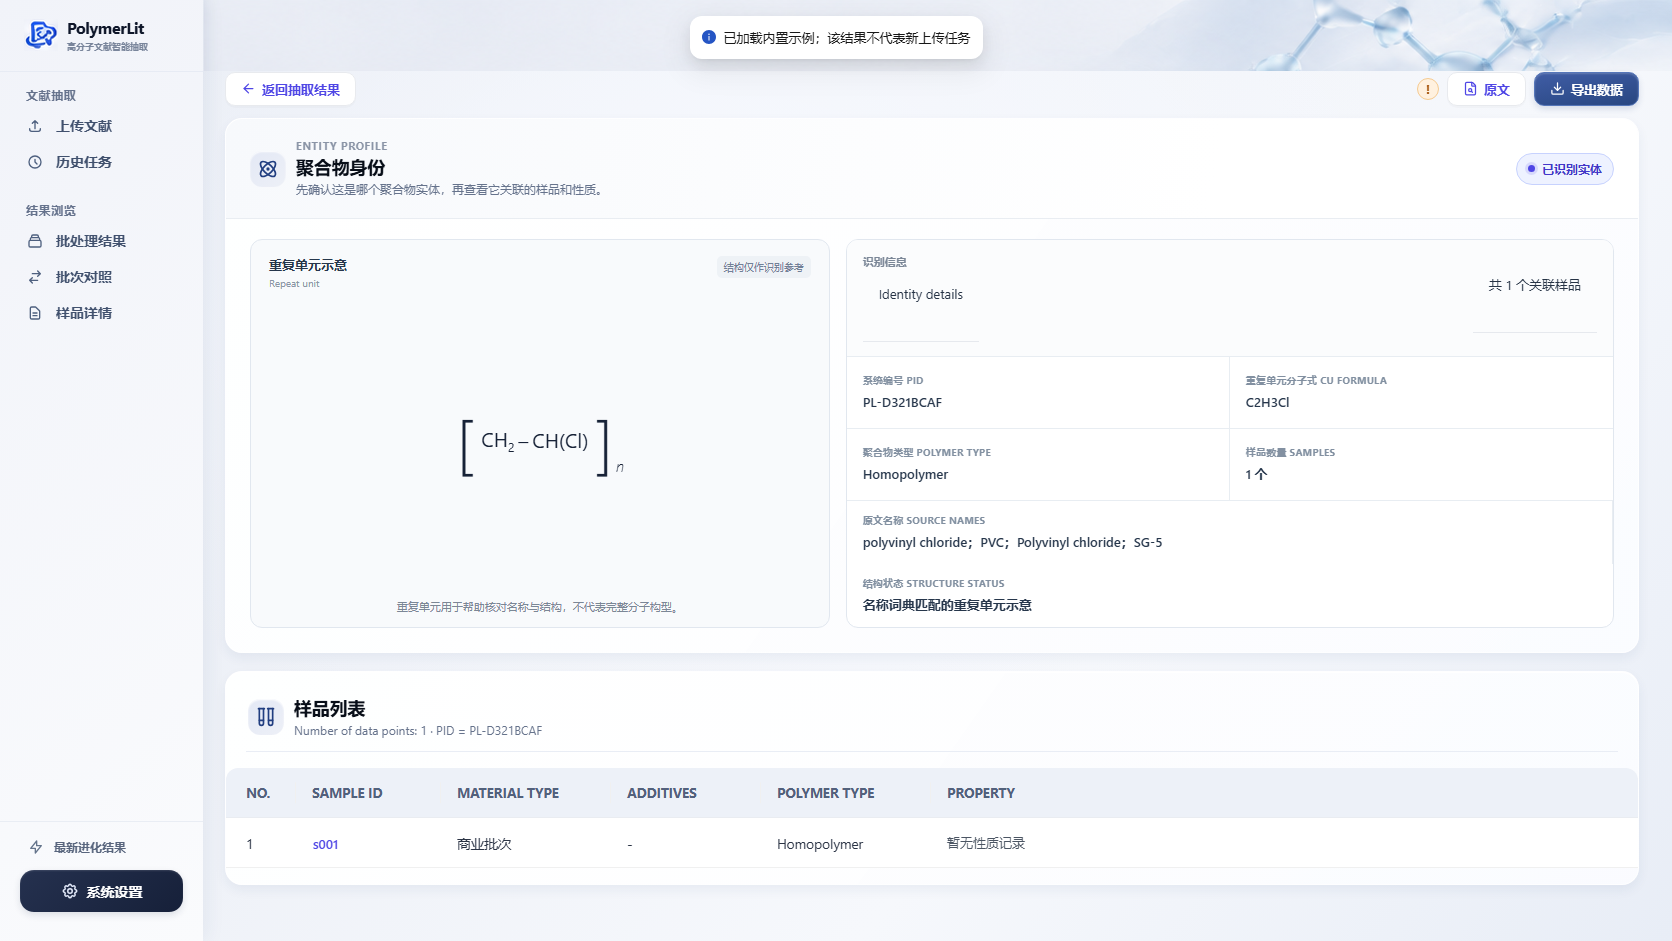 PolymerLit
高分子文献智能抽取
文献抽取
上传文献
历史任务
结果浏览
批处理结果
批次对照
样品详情
最新进化结果
系统设置
已加载内置示例；该结果不代表新上传任务
返回抽取结果
原文
导出数据
ENTITY PROFILE
聚合物身份
先确认这是哪个聚合物实体，再查看它关联的样品和性质。
已识别实体
重复单元示意
Repeat unit
结构仅作识别参考
[CH2–CH(Cl)]n
重复单元用于帮助核对名称与结构，不代表完整分子构型。
识别信息
Identity details
共 1 个关联样品
系统编号 PID
PL-D321BCAF
重复单元分子式 CU FORMULA
C2H3Cl
聚合物类型 POLYMER TYPE
Homopolymer
样品数量 SAMPLES
1 个
原文名称 SOURCE NAMES
polyvinyl chloride；PVC；Polyvinyl chloride；SG-5
结构状态 STRUCTURE STATUS
名称词典匹配的重复单元示意
样品列表
Number of data points: 1 · PID = PL-D321BCAF
NO. SAMPLE ID MATERIAL TYPE ADDITIVES POLYMER TYPE PROPERTY
1 s001 商业批次 - Homopolymer 暂无性质记录